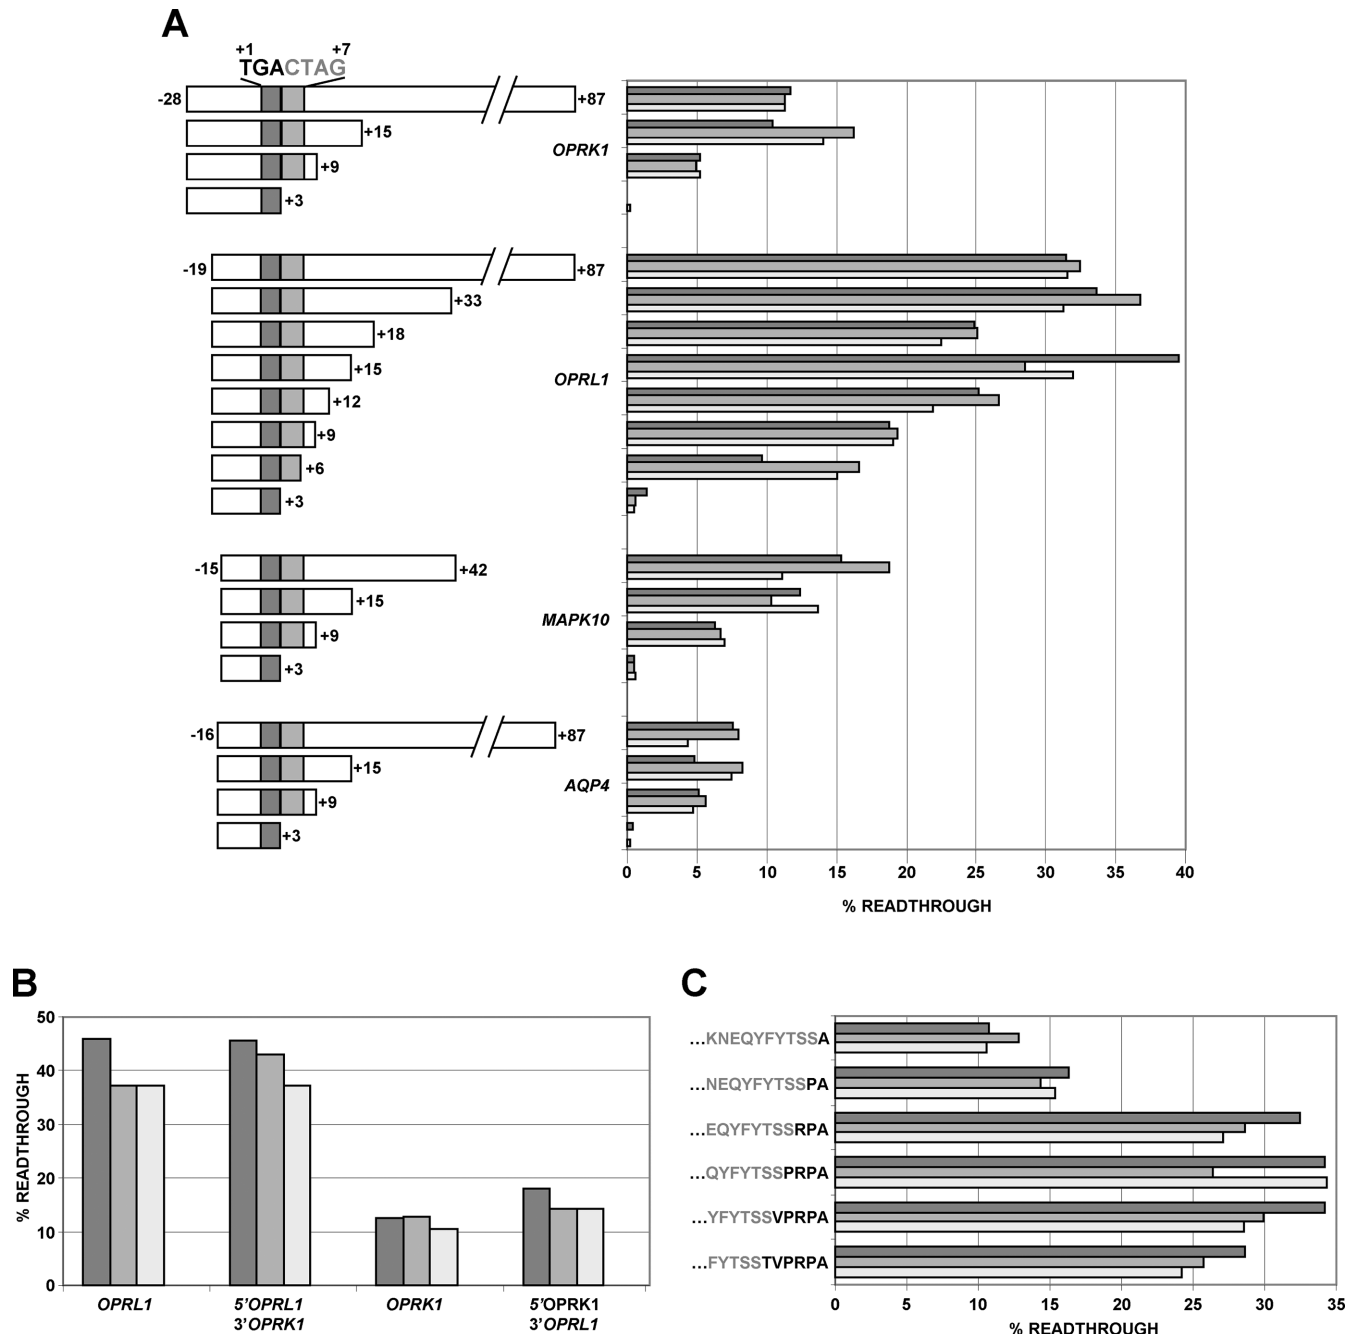 A
+1 +7
TGACTAG
-28 +87
+15
OPRK1
+9
+3
-19 +87
+33
+18
+15
OPRL1
+12
+9
+6
+3
-15 +42
+15
MAPK10
+9
+3
-16 +87
+15
AQP4
+9
+3
0 5 10 15 20 25 30 35 40
% READTHROUGH
B
50
40
30
20
10
0
% READTHROUGH
OPRL1 5'OPRL1 OPRK1 5'OPRK1
3'OPRK1 3'OPRL1
C
...KNEQYFYTSSA
...NEQYFYTSSPA
...EQYFYTSSRPA
...QYFYTSSPRPA
...YFYTSSVPRPA
...FYTSSTVPRPA
0 5 10 15 20 25 30 35
% READTHROUGH